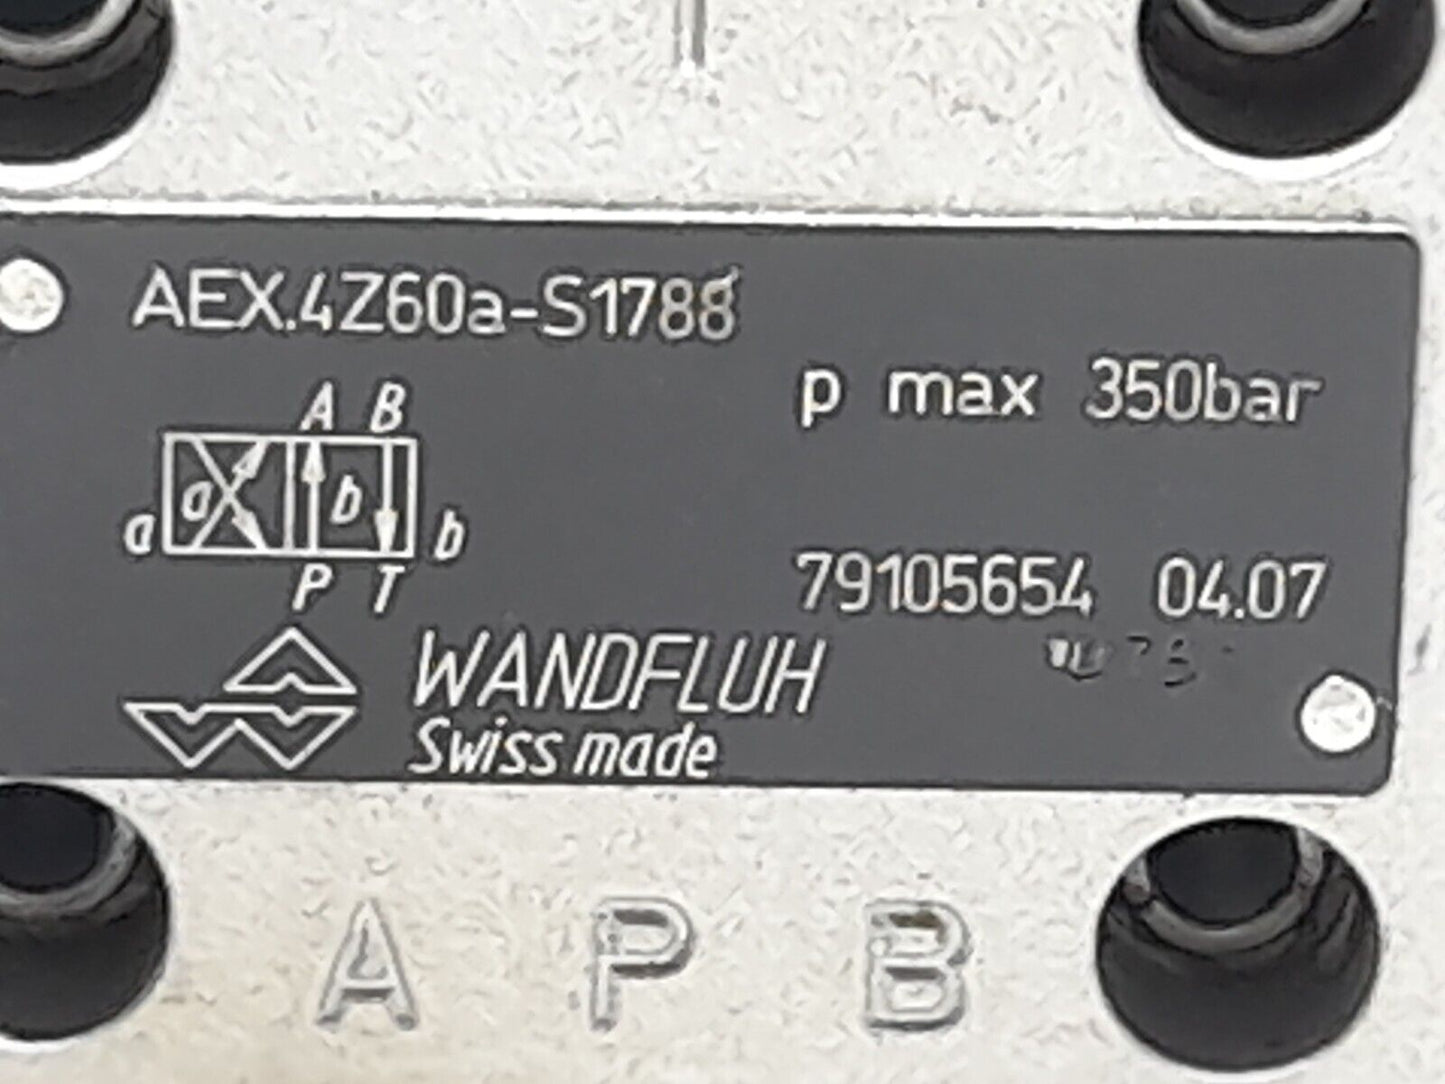 AEX.4Z60a-S1788
p max 350bar
A B
a a b b
P T
79105654 04.07
WANDFLUH
Swiss made
A P B